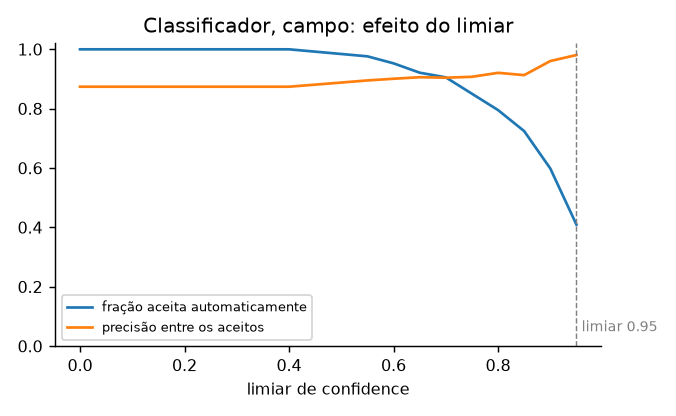 Classificador, campo: efeito do limiar
1.0
0.8
0.6
0.4
0.2
0.0
fração aceita automaticamente
precisão entre os aceitos
limiar 0.95
0.0 0.2 0.4 0.6 0.8
limiar de confidence